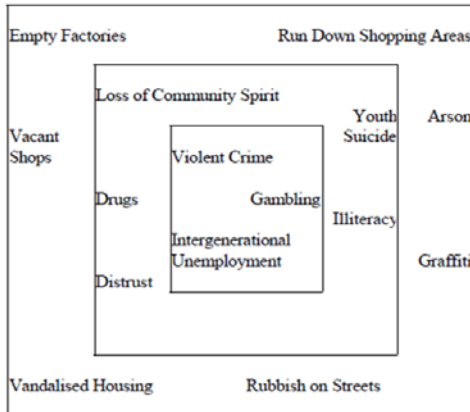 Empty Factories
Run Down Shopping Areas
Loss of Community Spirit
Youth
Suicide
Arson
Vacant
Shops
Violent Crime
Drugs
Gambling
Illiteracy
Intergenerational
Unemployment
Distrust
Graffiti
Vandalised Housing
Rubbish on Streets